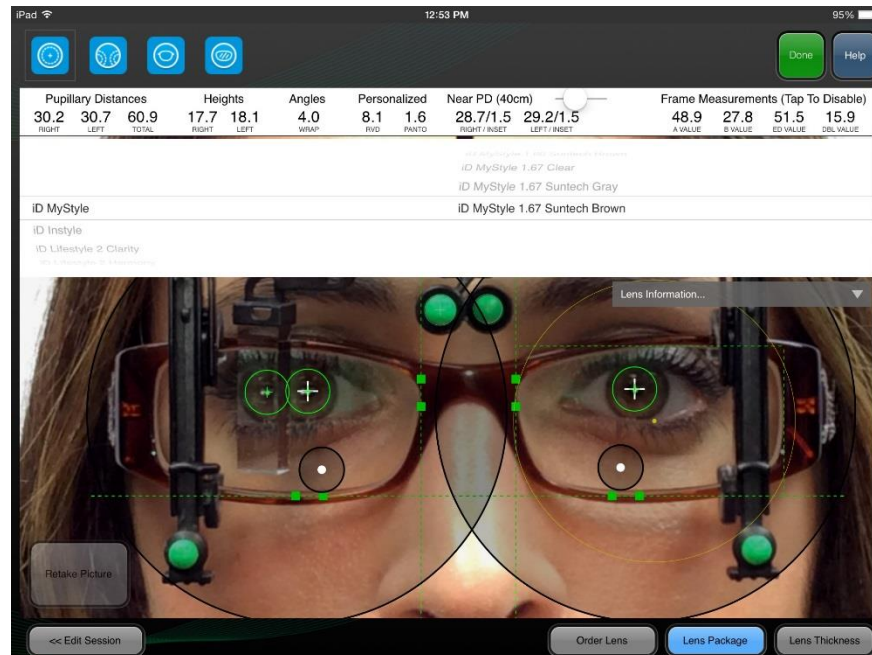 iPad 12:53 PM 95%
Done Help
Pupillary Distances Heights Angles Personalized Near PD (40cm) Frame Measurements (Tap To Disable)
30.2 30.7 60.9 17.7 18.1 4.0 8.1 1.6 28.7/1.5 29.2/1.5 48.9 27.8 51.5 15.9
RIGHT LEFT TOTAL RIGHT LEFT WRAP RVD PANTO RIGHT / INSET LEFT / INSET A VALUE B VALUE ED VALUE DBL VALUE
iD MyStyle 1.67 Clear
iD MyStyle 1.67 Suntech Gray
iD MyStyle iD MyStyle 1.67 Suntech Brown
iD Instyle
iD Lifestyle 2 Clarity
Lens Information...
Retake Picture
<< Edit Session Order Lens Lens Package Lens Thickness